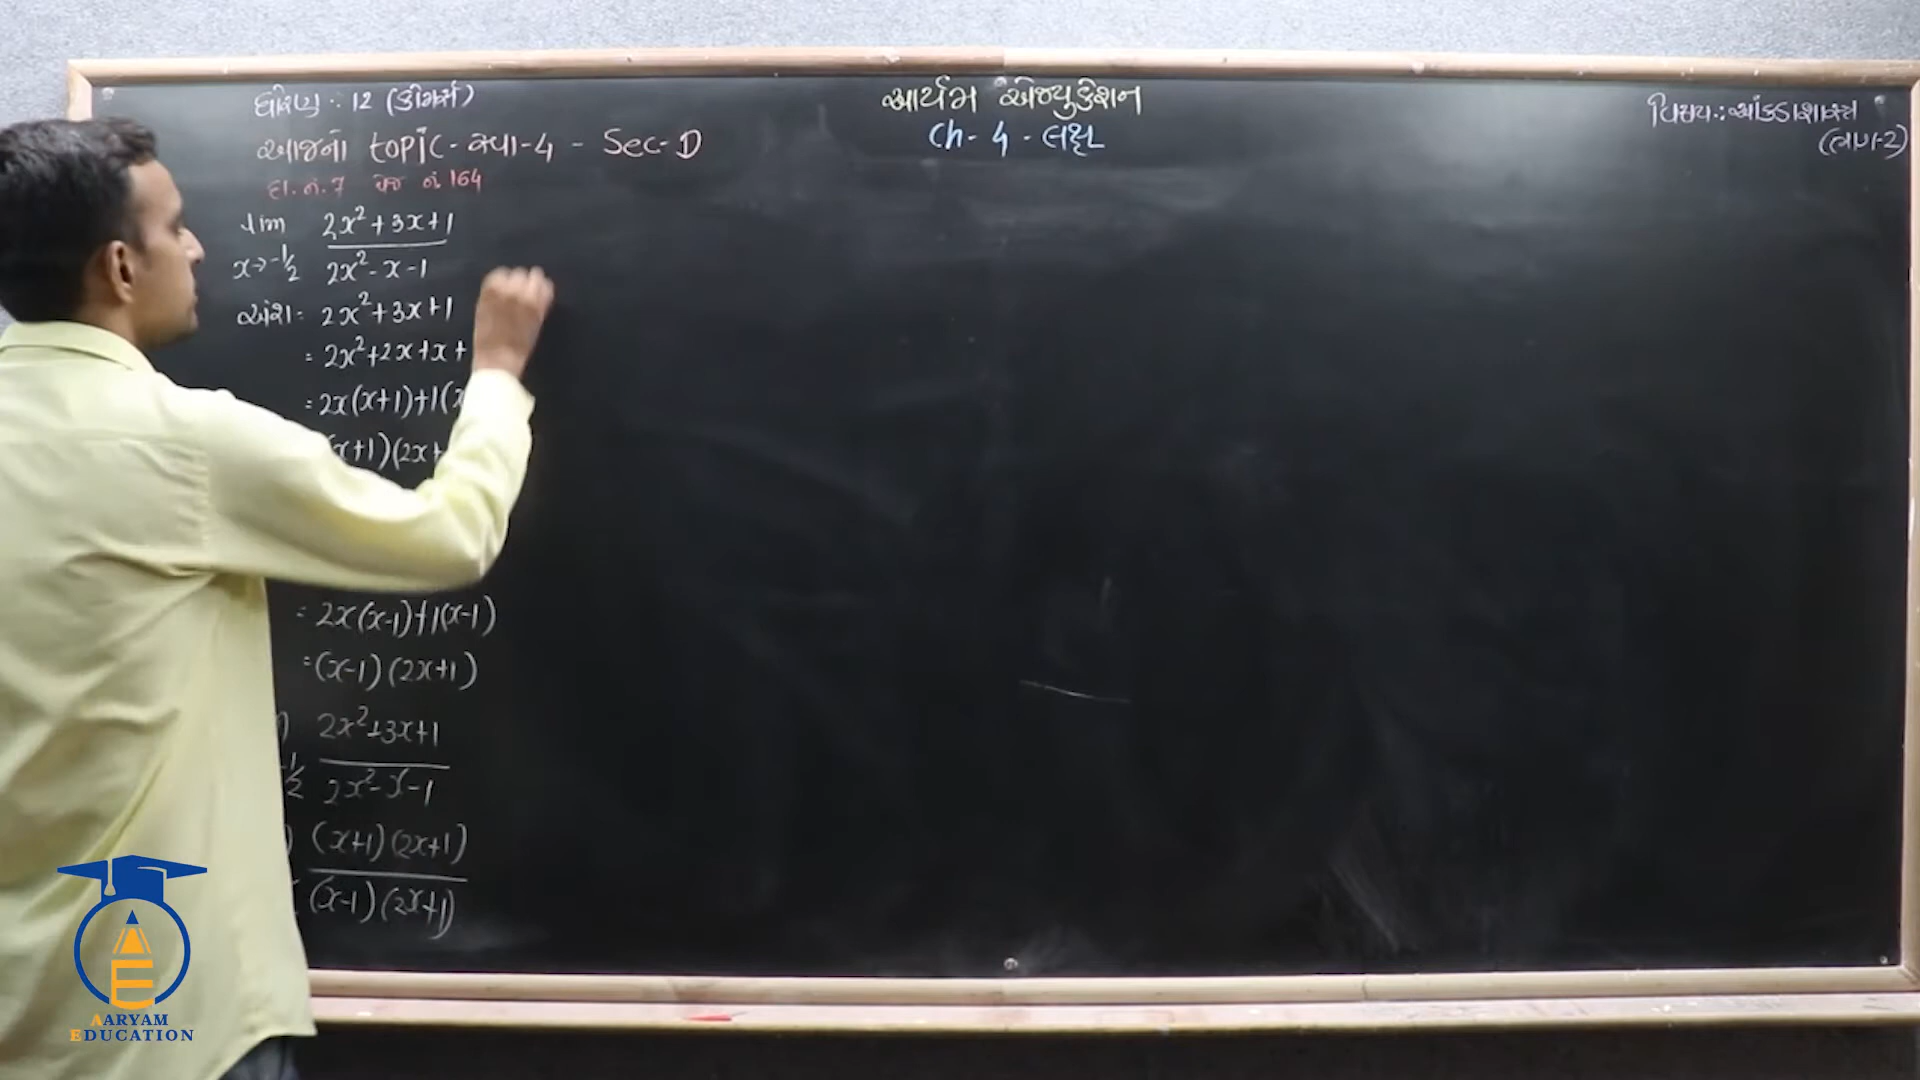 ધોરણ : 12 (કોમર્સ)
આર્યમ એજ્યુકેશન
વિષય : આંકડાશાસ્ત્ર
(ભાગ-2)
આજનો topic - સ્વા-4 - Sec-D
Ch- 4 - લક્ષ
દા. નં. 7 પેજ નં 164
lim 2x²+3x+1
x→-1/2 2x²-x-1
અંશ = 2x²+3x+1
= 2x²+2x+x+
= 2x(x+1)+1(x
(x+1)(2x+
= 2x(x-1)+1(x-1)
= (x-1)(2x+1)
2x²+3x+1
1/2 2x²-x-1
(x+1)(2x+1)
(x-1)(2x+1)
AARYAM
EDUCATION